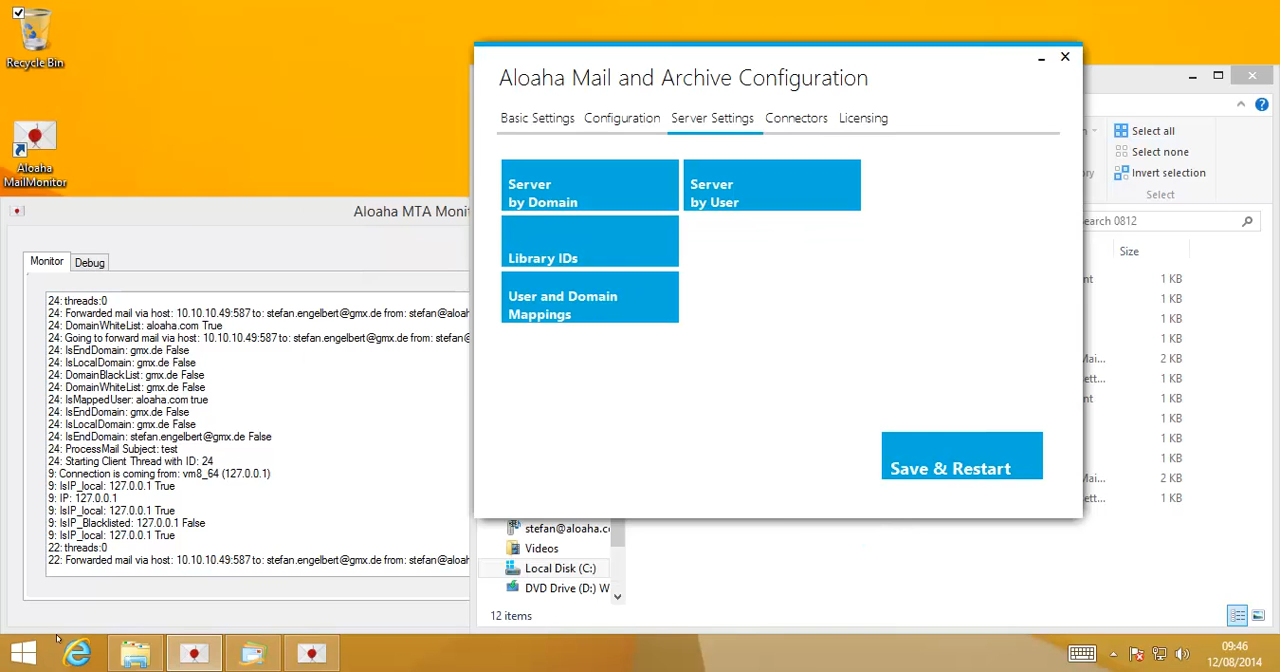 Recycle Bin
Aloaha
MailMonitor
Aloaha MTA Moni
Monitor
Debug
24: threads:0
24: Forwarded mail via host: 10.10.10.49:587 to: stefan.engelbert@gmx.de from: stefan@aloaha
24: DomainWhiteList: aloaha.com True
24: Going to forward mail via host: 10.10.10.49:587 to: stefan.engelbert@gmx.de from: stefan@a
24: IsEndDomain: gmx.de False
24: IsLocalDomain: gmx.de False
24: DomainBlackList: gmx.de False
24: DomainWhiteList: gmx.de False
24: IsMappedUser: aloaha.com true
24: IsEndDomain: gmx.de False
24: IsLocalDomain: gmx.de False
24: IsEndDomain: stefan.engelbert@gmx.de False
24: ProcessMail Subject: test
24: Starting Client Thread with ID: 24
9: Connection is coming from: vm8_64 (127.0.0.1)
9: IsIP_local: 127.0.0.1 True
9: IP: 127.0.0.1
9: IsIP_Blacklisted: 127.0.0.1 False
9: IsIP_local: 127.0.0.1 True
22: threads:0
22: Forwarded mail via host: 10.10.10.49:587 to: stefan.engelbert@gmx.de from: stefan@aloah
Aloaha Mail and Archive Configuration
Basic Settings
Configuration
Server Settings
Connectors
Licensing
Server
by Domain
Server
by User
Library IDs
User and Domain
Mappings
Save & Restart
Select all
Select none
Invert selection
Select
ry
earch 0812
Size
nt 1 KB
1 KB
1 KB
1 KB
Mai... 2 KB
ett... 1 KB
nt 1 KB
1 KB
1 KB
1 KB
Mai... 2 KB
ett... 1 KB
stefan@aloaha.cc
Videos
Local Disk (C:)
DVD Drive (D:) W
12 items
09:46
12/08/2014